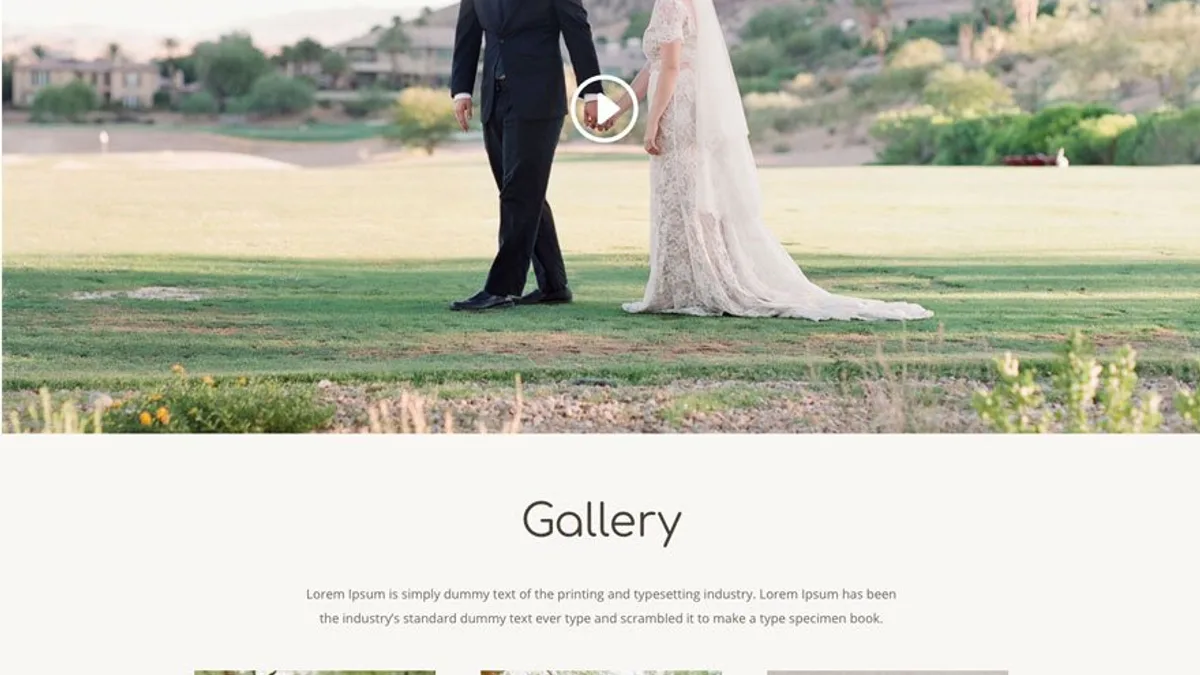 Gallery
Lorem Ipsum is simply dummy text of the printing and typesetting industry. Lorem Ipsum has been
the industry’s standard dummy text ever type and scrambled it to make a type specimen book.